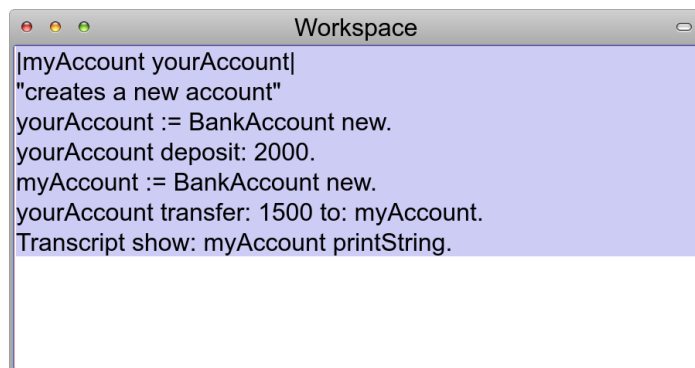 Workspace
|myAccount yourAccount|
"creates a new account"
yourAccount := BankAccount new.
yourAccount deposit: 2000.
myAccount := BankAccount new.
yourAccount transfer: 1500 to: myAccount.
Transcript show: myAccount printString.